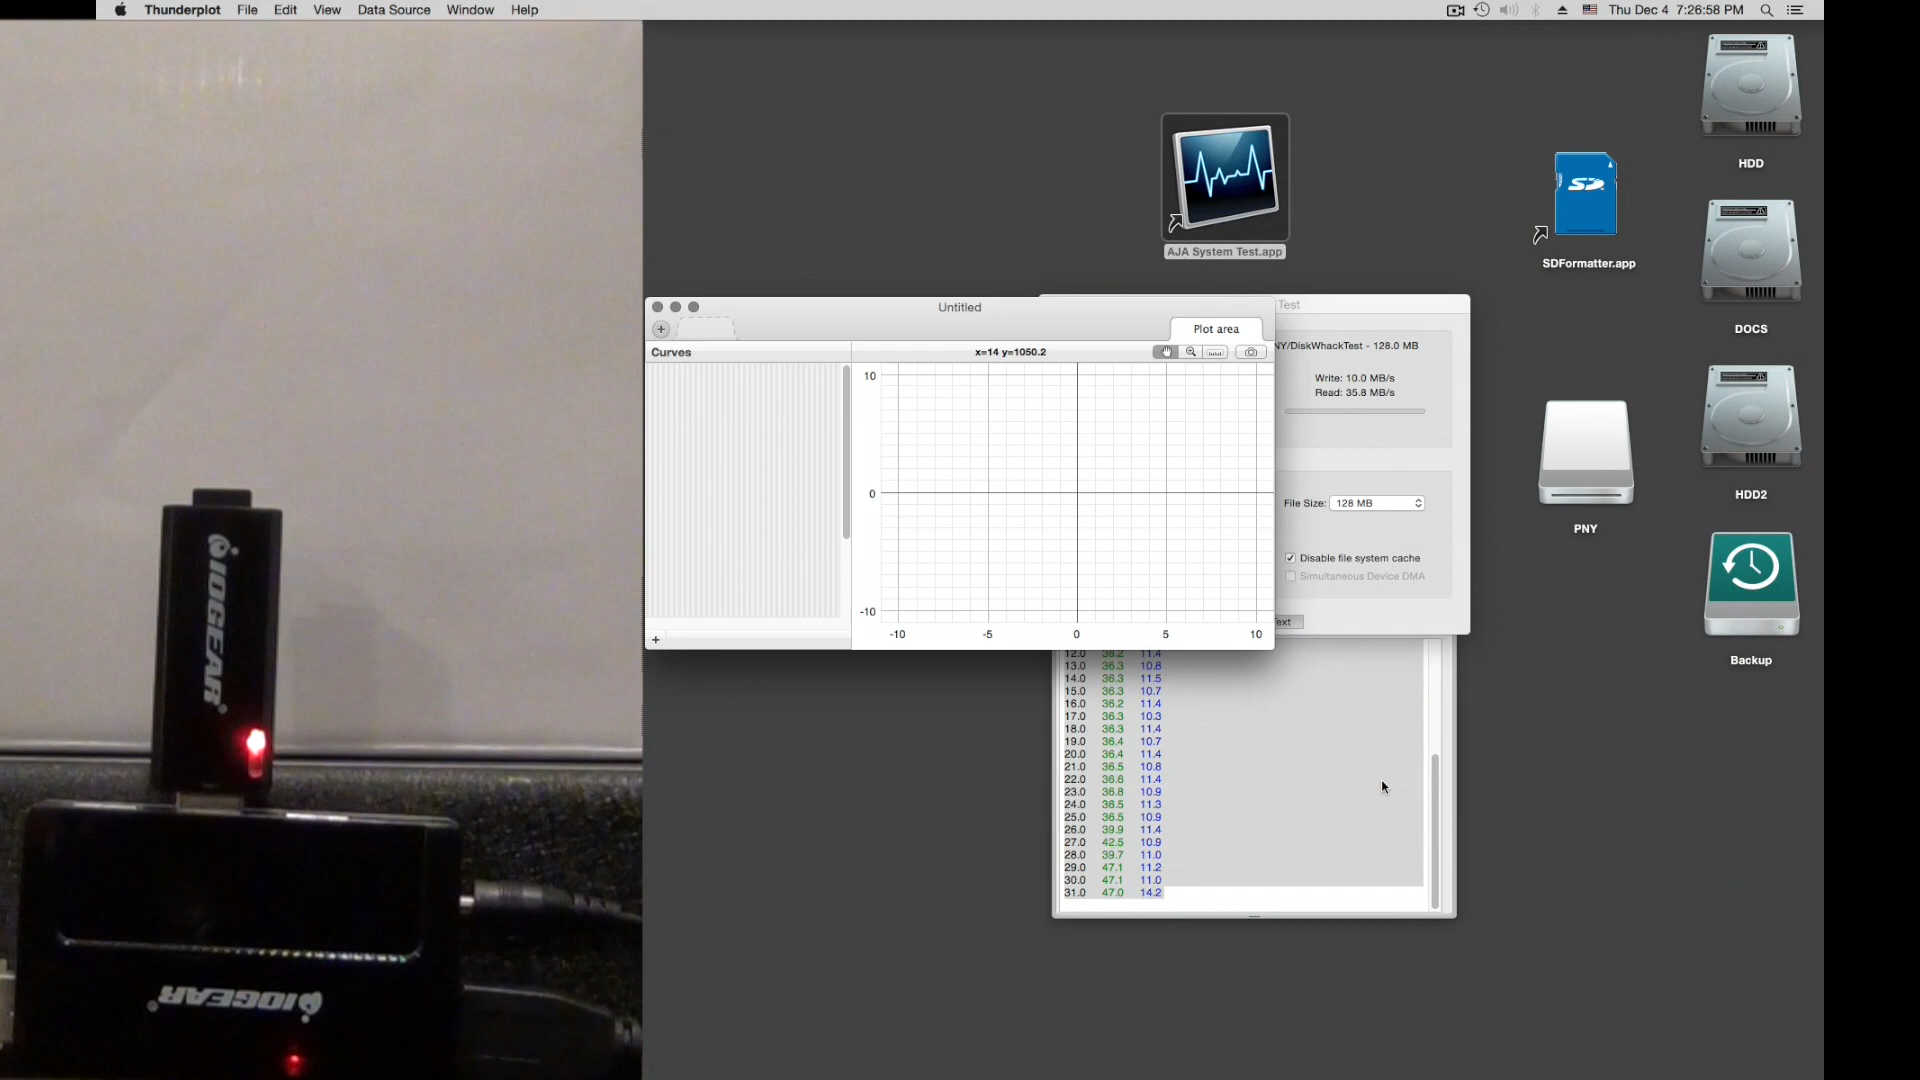 Thunderplot File Edit View Data Source Window Help
Thu Dec 4 7:26:58 PM
HDD
AJA System Test.app
SDFormatter.app
DOCS
Untitled
Test
Plot area
Curves
x=14 y=1050.2
NY/DiskWhackTest - 128.0 MB
Write: 10.0 MB/s
Read: 35.8 MB/s
10
0
-10
-10 -5 0 5 10
File Size: 128 MB
Disable file system cache
Simultaneous Device DMA
Text
HDD2
PNY
Backup
12.0 36.2 11.4
13.0 36.3 10.8
14.0 36.3 11.5
15.0 36.3 10.7
16.0 36.2 11.4
17.0 36.3 10.3
18.0 36.3 11.4
19.0 36.4 10.7
20.0 36.4 11.4
21.0 36.5 10.8
22.0 36.6 11.4
23.0 36.8 10.9
24.0 36.5 11.3
25.0 36.5 10.9
26.0 39.9 11.4
27.0 42.5 10.9
28.0 39.7 11.0
29.0 47.1 11.2
30.0 47.1 11.0
31.0 47.0 14.2
IOGEAR
IOGEAR